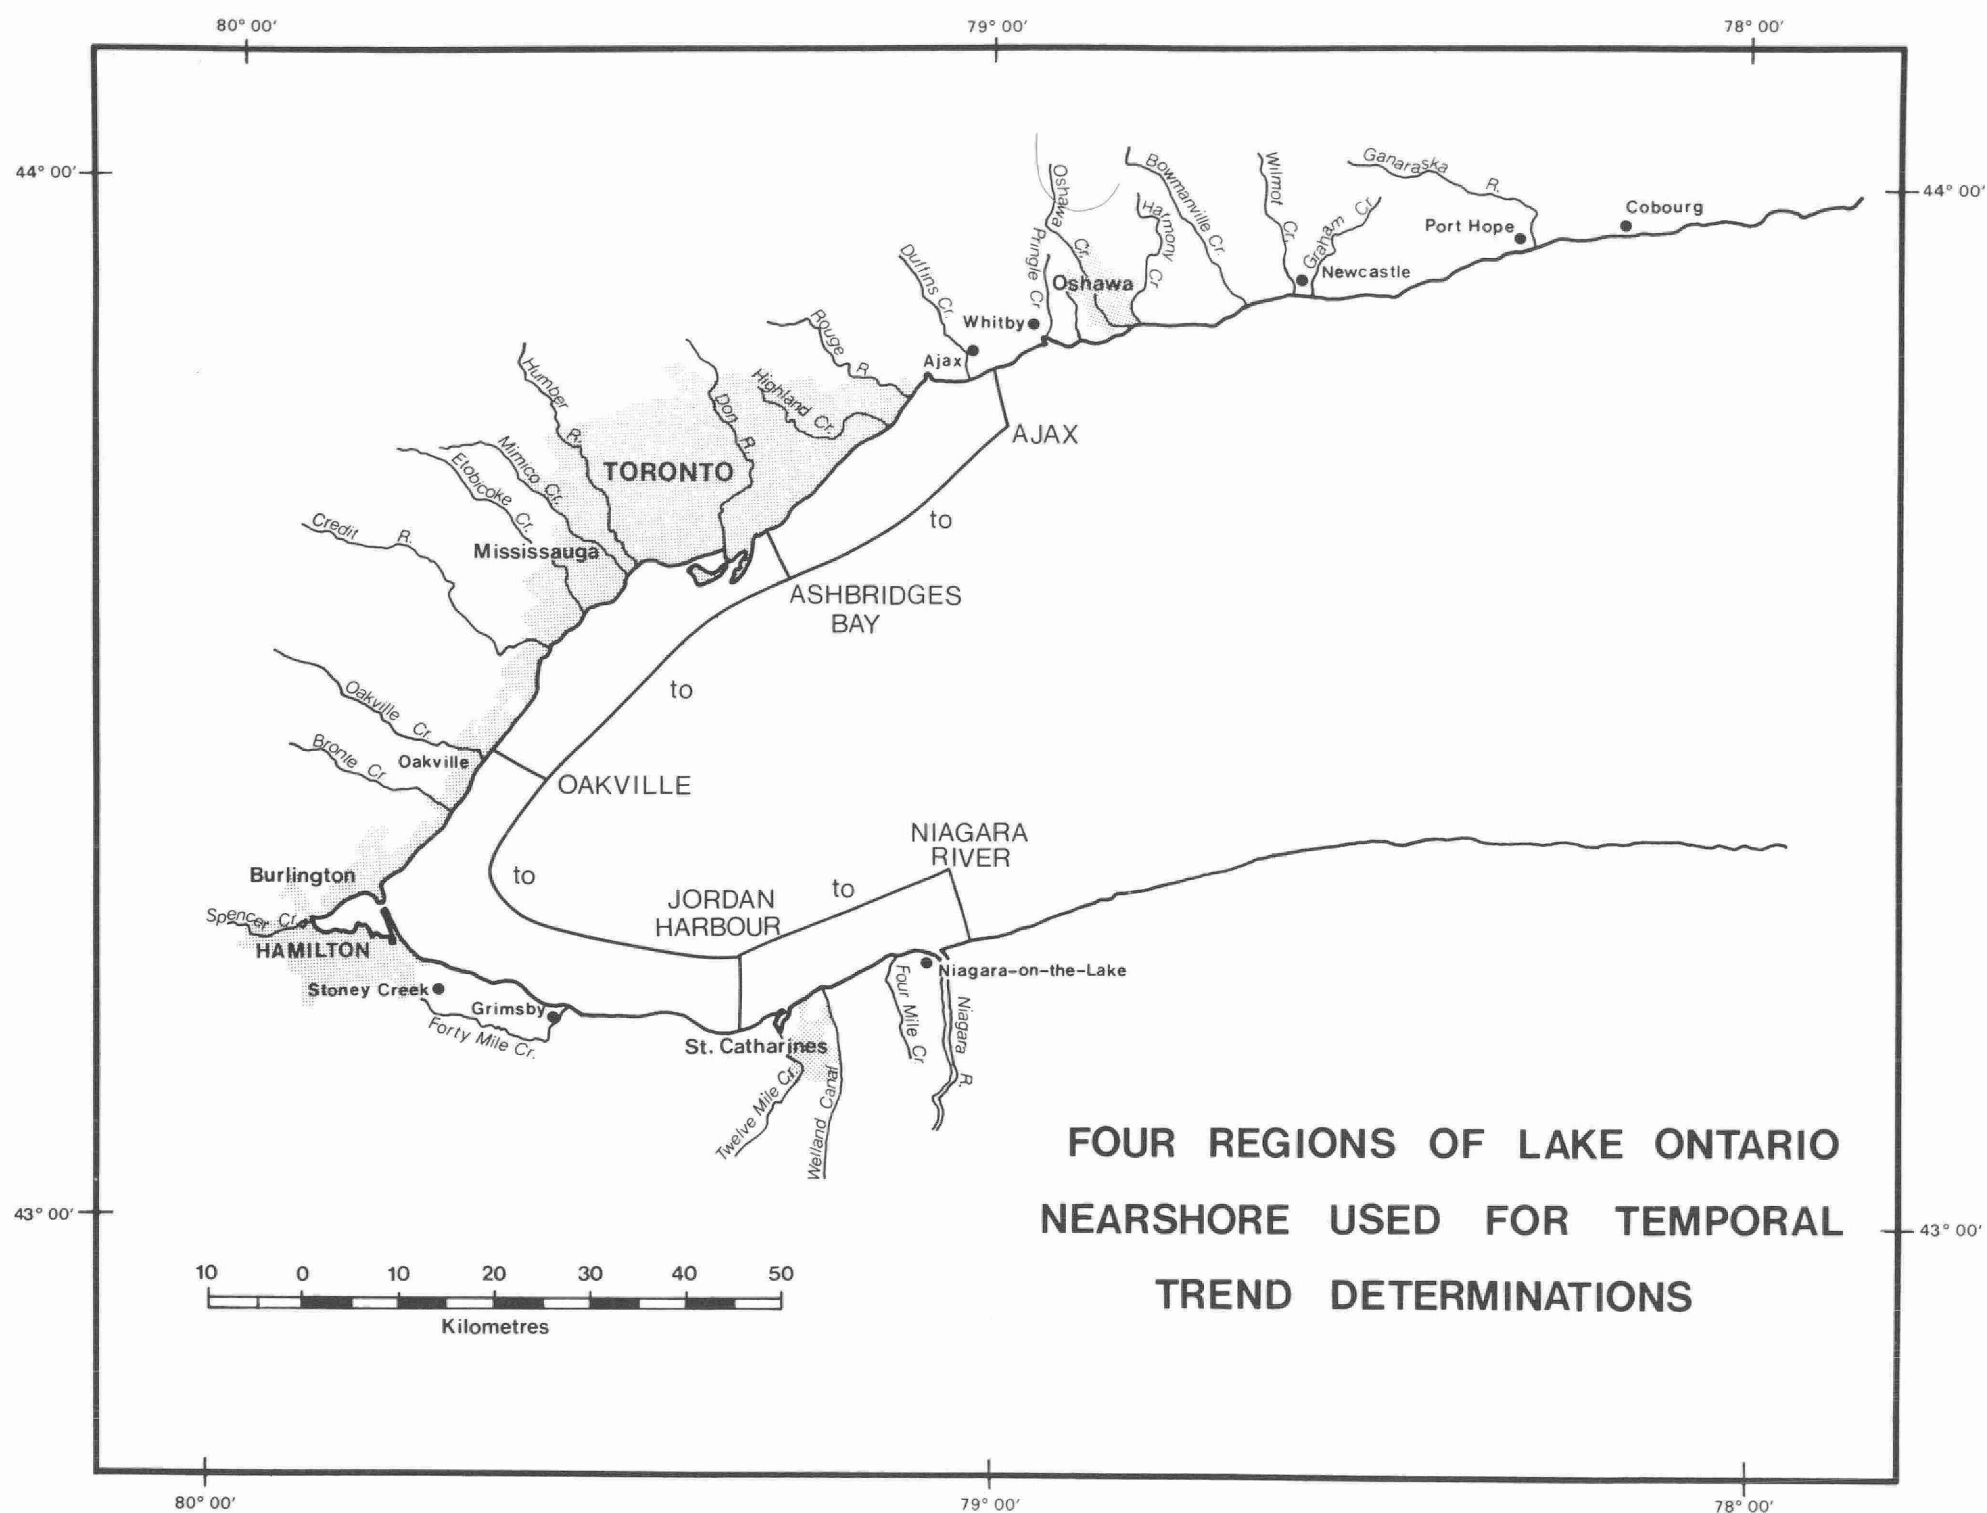 80° 00′
79° 00′
78° 00′
44° 00′
44° 00′
Ganaraska R.
Cobourg
Port Hope
Wilmot Cr.
Graham Cr.
Newcastle
Bowmanville Cr.
Harmony Cr
Oshawa Cr.
Oshawa
Pringle Cr
Whitby
Duffins Cr.
Ajax
Rouge R.
Highland Cr.
Don R.
Humber R.
TORONTO
Mimico Cr.
Etobicoke Cr.
Mississauga
Credit R.
AJAX
to
ASHBRIDGES
BAY
to
Oakville Cr.
Bronte Cr
Oakville
OAKVILLE
to
NIAGARA
RIVER
to
JORDAN
HARBOUR
Burlington
Spencer Cr.
HAMILTON
Stoney Creek
Grimsby
Forty Mile Cr.
St. Catharines
Twelve Mile Cr.
Welland Canal
Four Mile Cr
Niagara-on-the-Lake
Niagara R.
FOUR REGIONS OF LAKE ONTARIO
NEARSHORE USED FOR TEMPORAL
TREND DETERMINATIONS
43° 00′
43° 00′
10 0 10 20 30 40 50
Kilometres
80° 00′
79° 00′
78° 00′